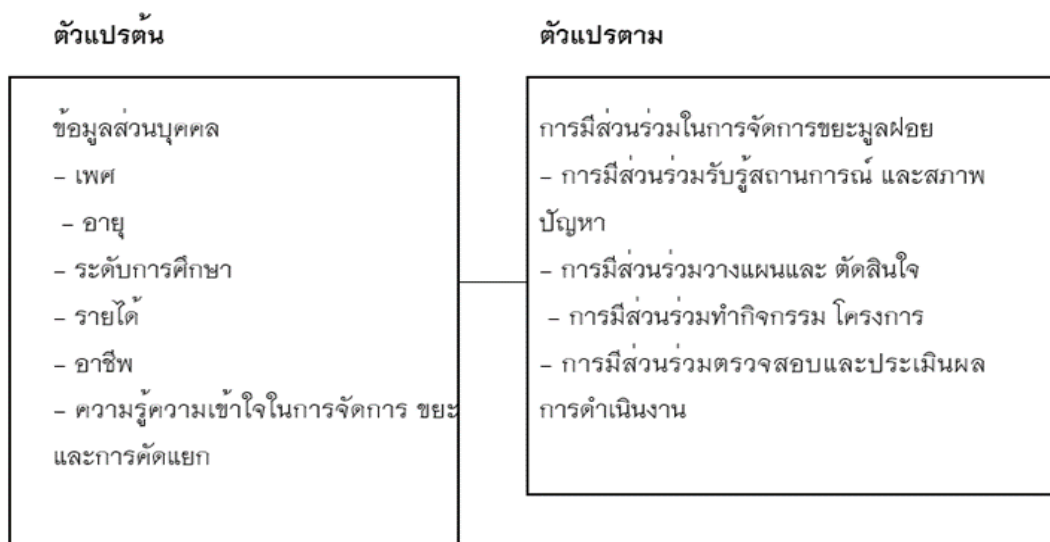 ตัวแปรต้น
ข้อมูลส่วนบุคคล
– เพศ
– อายุ
– ระดับการศึกษา
– รายได้
– อาชีพ
– ความรู้ความเข้าใจในการจัดการ ขยะ
และการคัดแยก
ตัวแปรตาม
การมีส่วนร่วมในการจัดการขยะมูลฝอย
– การมีส่วนร่วมรับรู้สถานการณ์ และสภาพ
ปัญหา
– การมีส่วนร่วมวางแผนและ ตัดสินใจ
– การมีส่วนร่วมทำกิจกรรม โครงการ
– การมีส่วนร่วมตรวจสอบและประเมินผล
การดำเนินงาน